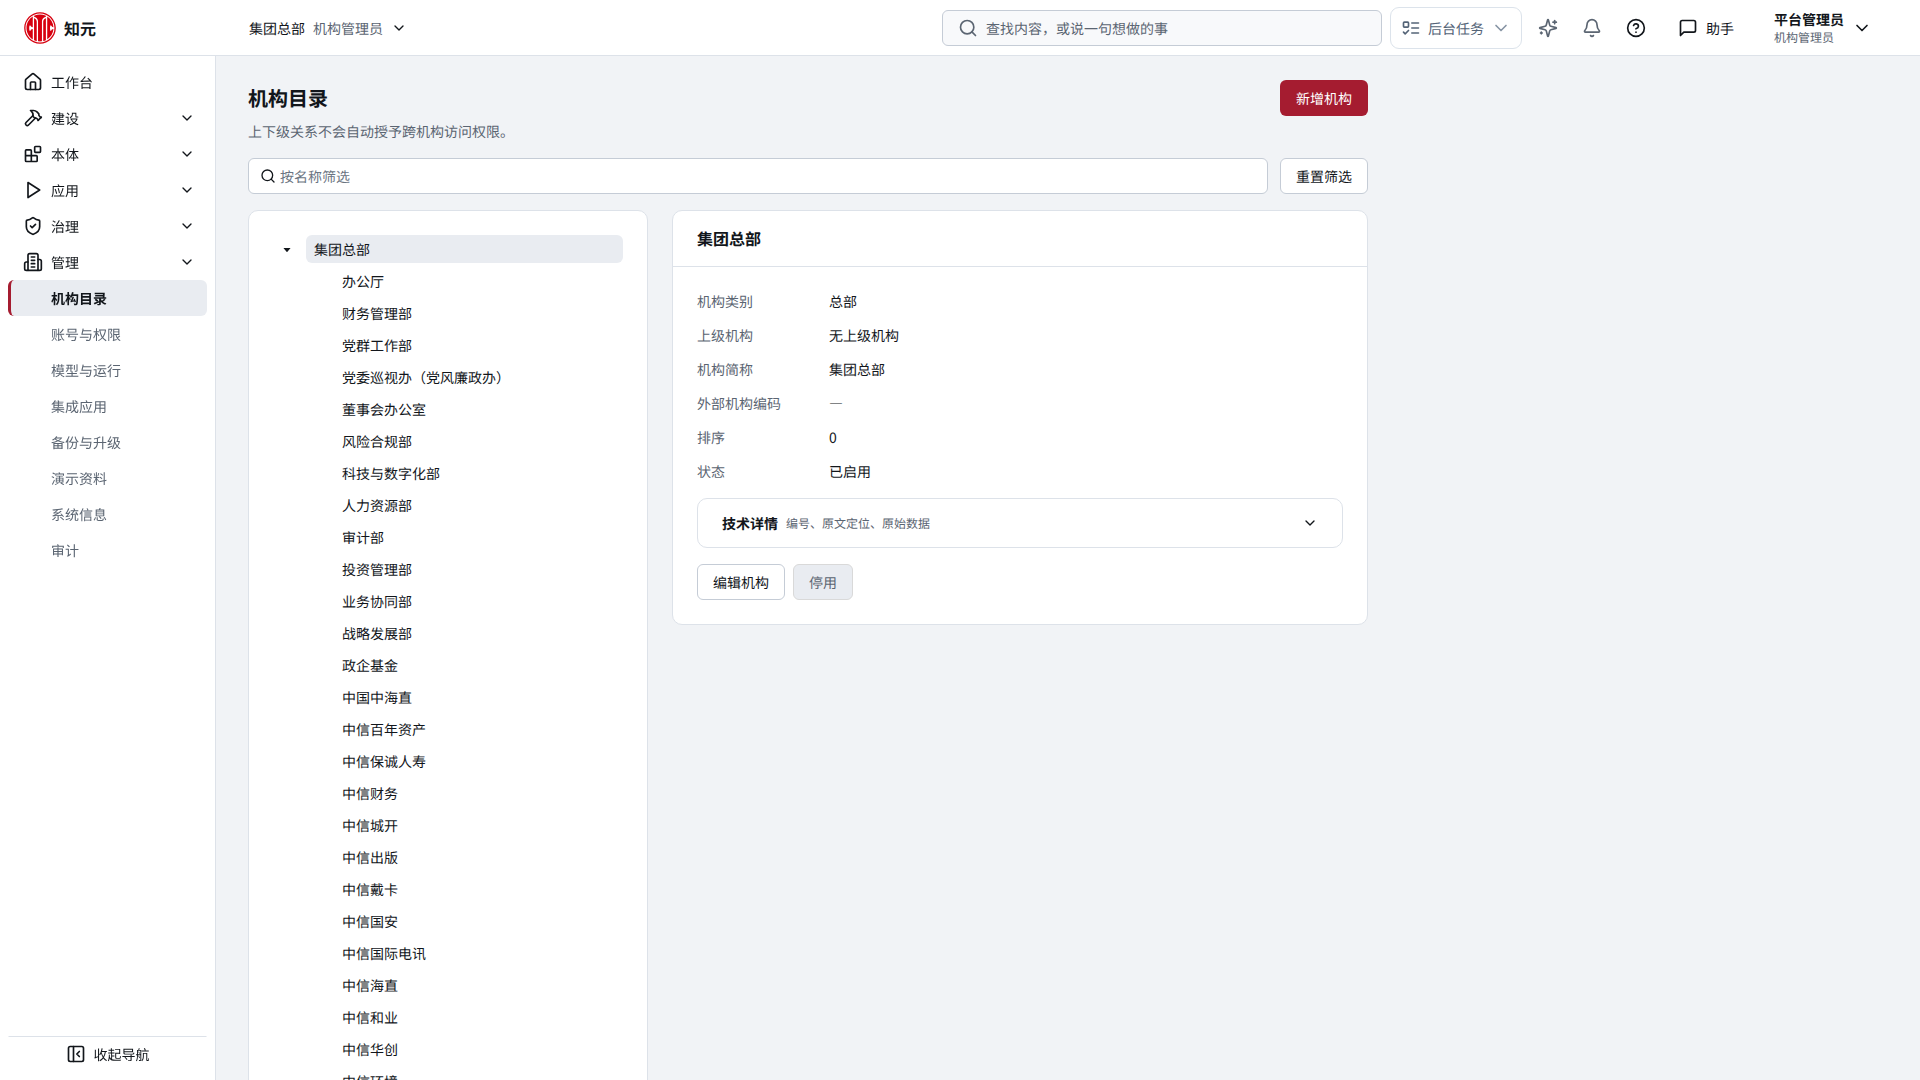 知元
集团总部 机构管理员
查找内容，或说一句想做的事
后台任务
助手
平台管理员
机构管理员
工作台
建设
本体
应用
治理
管理
机构目录
账号与权限
模型与运行
集成应用
备份与升级
演示资料
系统信息
审计
收起导航
机构目录
新增机构
上下级关系不会自动授予跨机构访问权限。
按名称筛选
重置筛选
集团总部
办公厅
财务管理部
党群工作部
党委巡视办（党风廉政办）
董事会办公室
风险合规部
科技与数字化部
人力资源部
审计部
投资管理部
业务协同部
战略发展部
政企基金
中国中海直
中信百年资产
中信保诚人寿
中信财务
中信城开
中信出版
中信戴卡
中信国安
中信国际电讯
中信海直
中信和业
中信华创
中信环境
集团总部
机构类别 总部
上级机构 无上级机构
机构简称 集团总部
外部机构编码 —
排序 0
状态 已启用
技术详情 编号、原文定位、原始数据
编辑机构 停用